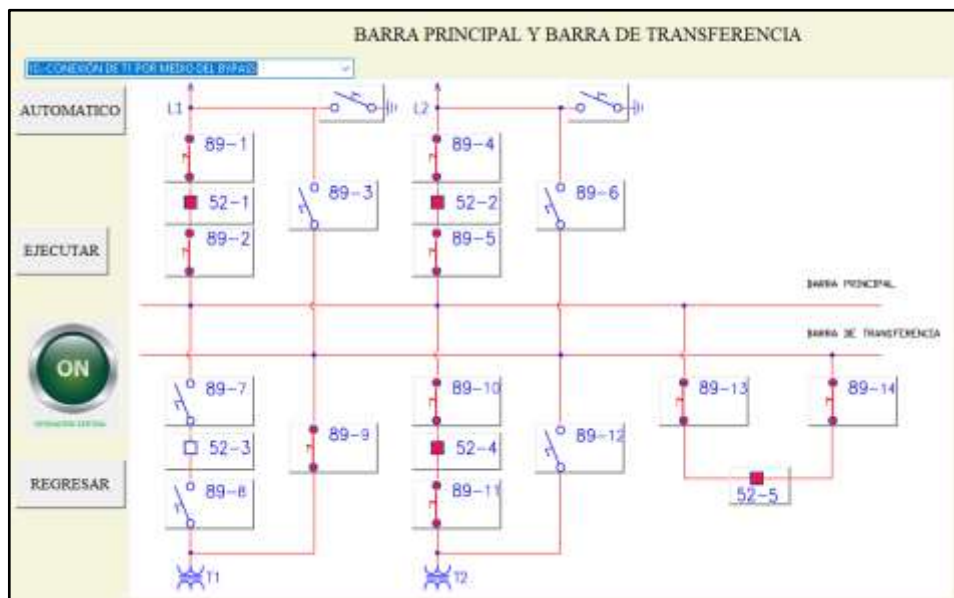 BARRA PRINCIPAL Y BARRA DE TRANSFERENCIA
10.-CONEXIÓN DE T1 POR MEDIO DEL BYPASS
AUTOMATICO
L1
L2
89-1
89-4
89-3
89-6
52-1
52-2
EJECUTAR
89-2
89-5
BARRA PRINCIPAL
BARRA DE TRANSFERENCIA
ON
89-7
89-10
89-13
89-14
52-3
89-9
52-4
89-12
REGRESAR
89-8
89-11
52-5
T1
T2